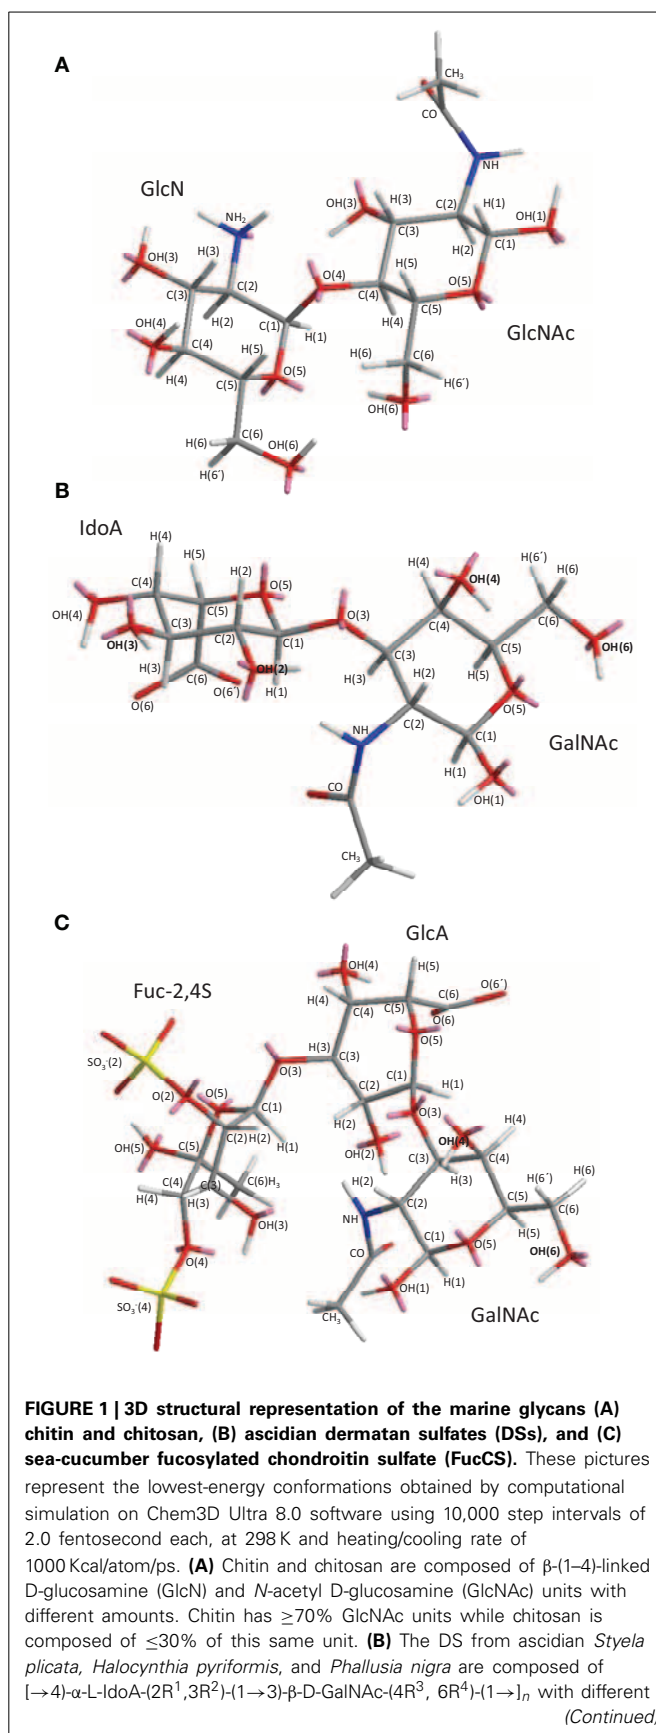 A
CH3
CO
NH
GlcN
NH2
OH(3)
H(3)
C(2)
H(1)
OH(1)
C(3)
H(2)
C(1)
OH(3)
H(3)
H(5)
O(4)
O(5)
C(3)
C(2)
C(4)
C(5)
OH(4)
H(2)
C(1)
H(1)
H(4)
GlcNAc
C(4)
H(5)
H(6)
C(6)
H(4)
C(5)
O(5)
H(6´)
OH(6)
H(6)
C(6)
OH(6)
H(6´)
B
IdoA
H(4)
H(5)
H(4)
OH(4)
H(6´)
H(6)
H(2)
C(4)
O(5)
C(4)
C(6)
OH(4)
C(3)
C(5)
O(3)
OH(3)
C(2)
C(1)
C(3)
C(5)
OH(6)
H(3)
C(6)
OH(2)
H(3)
H(2)
H(5)
O(6)
O(6´)
H(1)
O(5)
NH
C(2)
C(1)
GalNAc
H(1)
CO
OH(1)
CH3
C
GlcA
OH(4)
H(5)
Fuc-2,4S
C(6)
O(6´)
H(4)
C(4)
C(5)
O(6)
O(5)
SO3-(2)
H(3)
C(3)
O(3)
C(1)
O(2)
O(5)
C(2)
H(1)
C(1)
O(3)
H(4)
H(2)
OH(5)
C(2)
H(2)
OH(2)
OH(4)
C(5)
H(1)
C(3)
C(4)
C(4)
C(3)
C(6)H3
H(2)
H(3)
H(6´)
H(6)
H(4)
H(3)
C(2)
C(5)
C(6)
OH(3)
NH
C(1)
H(5)
O(4)
CO
O(5)
OH(6)
OH(1)
H(1)
SO3-(4)
CH3
GalNAc
FIGURE 1 | 3D structural representation of the marine glycans (A)
chitin and chitosan, (B) ascidian dermatan sulfates (DSs), and (C)
sea-cucumber fucosylated chondroitin sulfate (FucCS). These pictures
represent the lowest-energy conformations obtained by computational
simulation on Chem3D Ultra 8.0 software using 10,000 step intervals of
2.0 fentosecond each, at 298 K and heating/cooling rate of
1000 Kcal/atom/ps. (A) Chitin and chitosan are composed of β-(1–4)-linked
D-glucosamine (GlcN) and N-acetyl D-glucosamine (GlcNAc) units with
different amounts. Chitin has ≥70% GlcNAc units while chitosan is
composed of ≤30% of this same unit. (B) The DS from ascidian Styela
plicata, Halocynthia pyriformis, and Phallusia nigra are composed of
[→4)-α-L-IdoA-(2R1,3R2)-(1→3)-β-D-GalNAc-(4R3, 6R4)-(1→]n with different
(Continued)